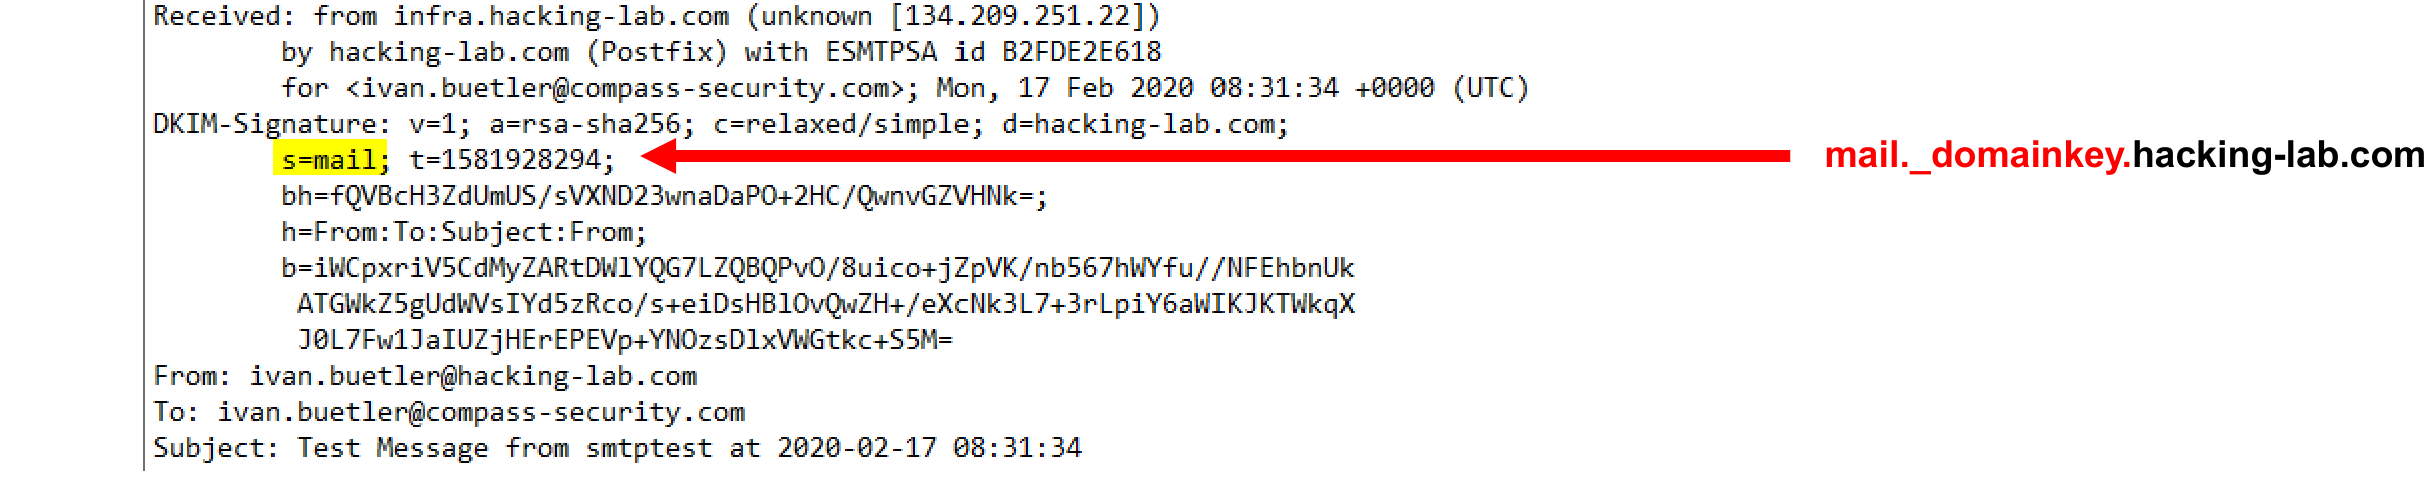 Received: from infra.hacking-lab.com (unknown [134.209.251.22])
by hacking-lab.com (Postfix) with ESMTPSA id B2FDE2E618
for <ivan.buetler@compass-security.com>; Mon, 17 Feb 2020 08:31:34 +0000 (UTC)
DKIM-Signature: v=1; a=rsa-sha256; c=relaxed/simple; d=hacking-lab.com;
s=mail; t=1581928294;
mail._domainkey.hacking-lab.com
bh=fQVBcH3ZdUmUS/sVXND23wnaDaPO+2HC/QwnvGZVHNk=;
h=From:To:Subject:From;
b=iWCpxriV5CdMyZARtDWlYQG7LZQBQPvO/8uico+jZpVK/nb567hWYfu//NFEhbnUk
ATGWkZ5gUdWVsIYd5zRco/s+eiDsHBlOvQwZH+/eXcNk3L7+3rLpiY6aWIKJKTWkqX
J0L7Fw1JaIUZjHErEPEVp+YNOzsDlxVWGtkc+S5M=
From: ivan.buetler@hacking-lab.com
To: ivan.buetler@compass-security.com
Subject: Test Message from smtptest at 2020-02-17 08:31:34